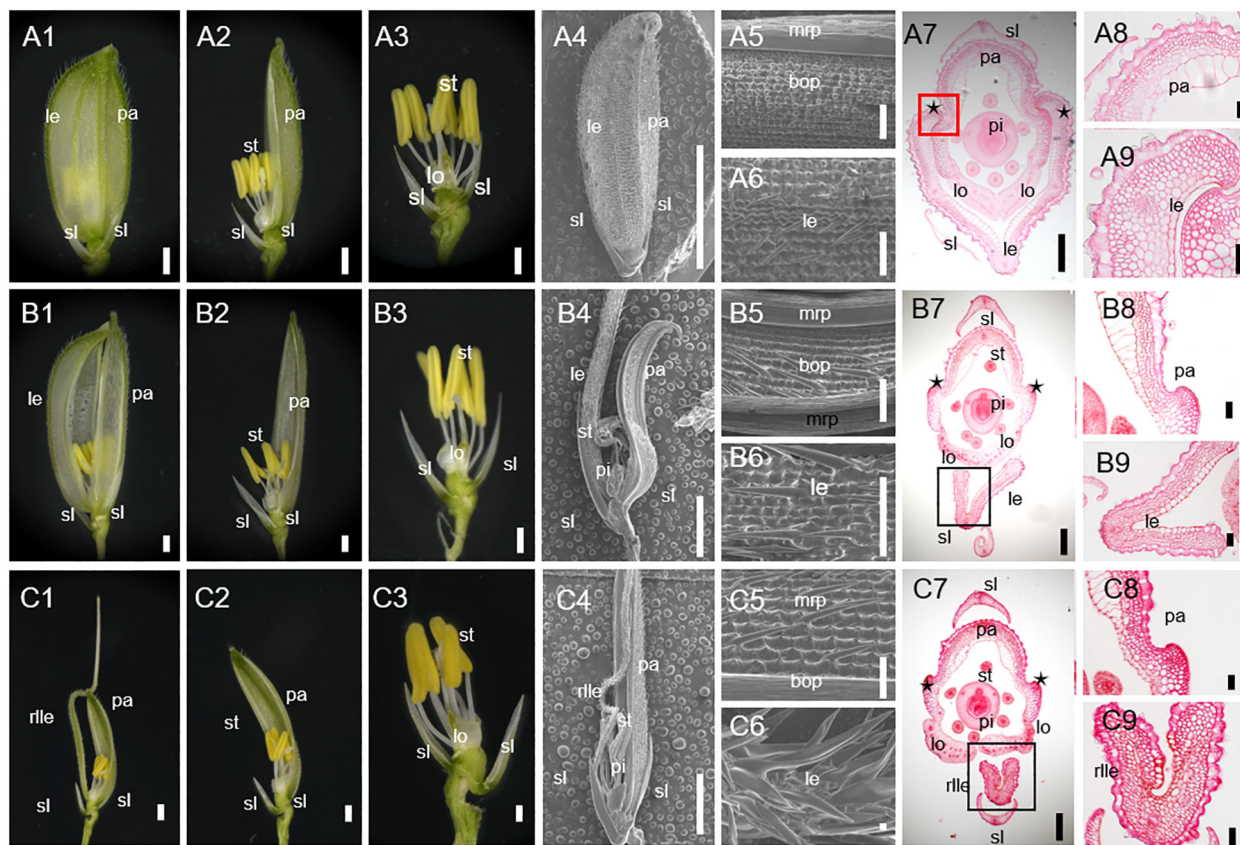 A1
le
pa
sl
sl
A2
pa
st
sl
A3
st
lo
sl
sl
A4
le
pa
sl
sl
A5
mrp
bop
A6
le
A7
sl
pa
pi
lo
lo
sl
le
A8
pa
A9
le
B1
le
pa
sl
sl
B2
pa
st
sl
sl
B3
st
lo
sl
sl
B4
le
pa
st
pi
sl
sl
B5
mrp
bop
mrp
B6
le
B7
sl
st
pi
lo
lo
le
sl
B8
pa
B9
le
C1
pa
rlle
sl
sl
C2
pa
st
sl
sl
C3
st
lo
sl
sl
C4
pa
rlle
st
pi
sl
sl
C5
mrp
bop
C6
le
C7
sl
pa
st
pi
lo
lo
rlle
sl
C8
pa
C9
rlle